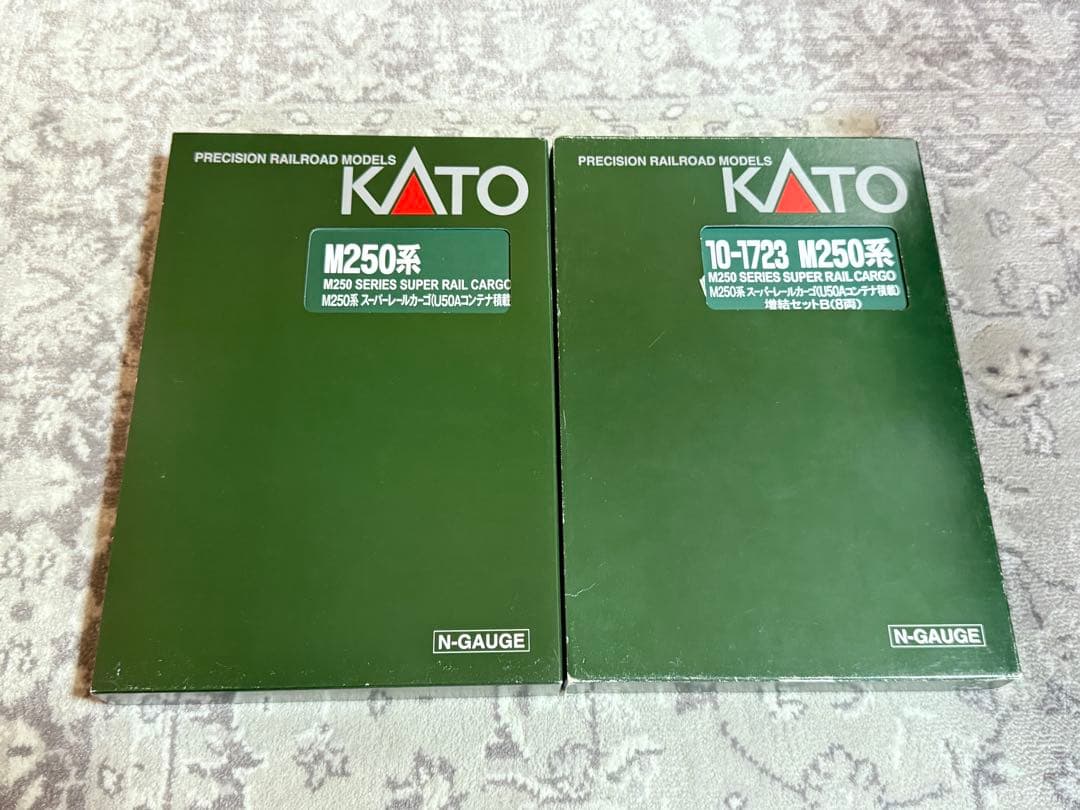 PRECISION RAILROAD MODELS
KATO
M250系
M250 SERIES SUPER RAIL CARGO
M250系 スーパーレールカーゴ(U50Aコンテナ積載
N-GAUGE
PRECISION RAILROAD MODELS
KATO
10-1723 M250系
M250 SERIES SUPER RAIL CARGO
M250系 スーパーレールカーゴ(U50Aコンテナ積載)
増結セットB(8両)
N-GAUGE